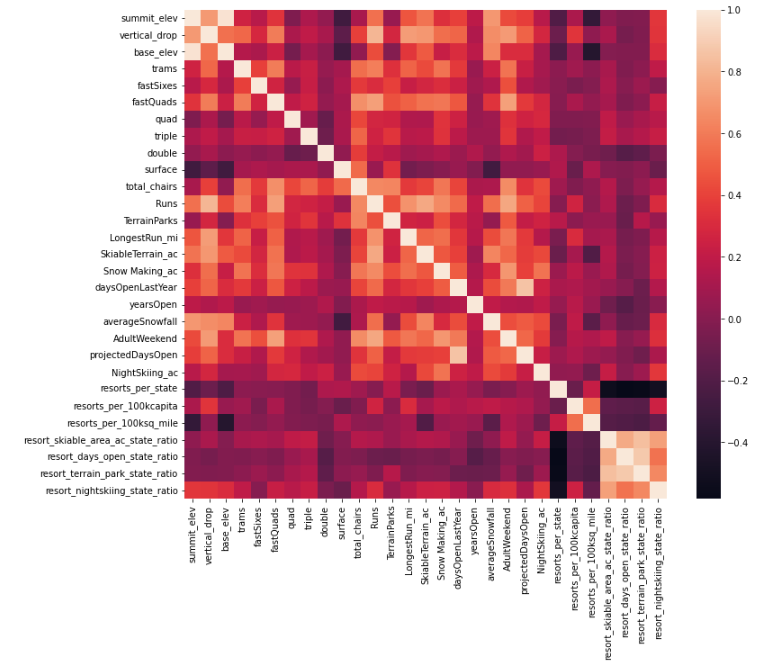 summit_elev
vertical_drop
base_elev
trams
fastSixes
fastQuads
quad
triple
double
surface
total_chairs
Runs
TerrainParks
LongestRun_mi
SkiableTerrain_ac
Snow Making_ac
daysOpenLastYear
yearsOpen
averageSnowfall
AdultWeekend
projectedDaysOpen
NightSkiing_ac
resorts_per_state
resorts_per_100kcapita
resorts_per_100ksq_mile
resort_skiable_area_ac_state_ratio
resort_days_open_state_ratio
resort_terrain_park_state_ratio
resort_nightskiing_state_ratio
summit_elev
vertical_drop
base_elev
trams
fastSixes
fastQuads
quad
triple
double
surface
total_chairs
Runs
TerrainParks
LongestRun_mi
SkiableTerrain_ac
Snow Making_ac
daysOpenLastYear
yearsOpen
averageSnowfall
AdultWeekend
projectedDaysOpen
NightSkiing_ac
resorts_per_state
resorts_per_100kcapita
resorts_per_100ksq_mile
resort_skiable_area_ac_state_ratio
resort_days_open_state_ratio
resort_terrain_park_state_ratio
resort_nightskiing_state_ratio
1.0
0.8
0.6
0.4
0.2
0.0
−0.2
−0.4